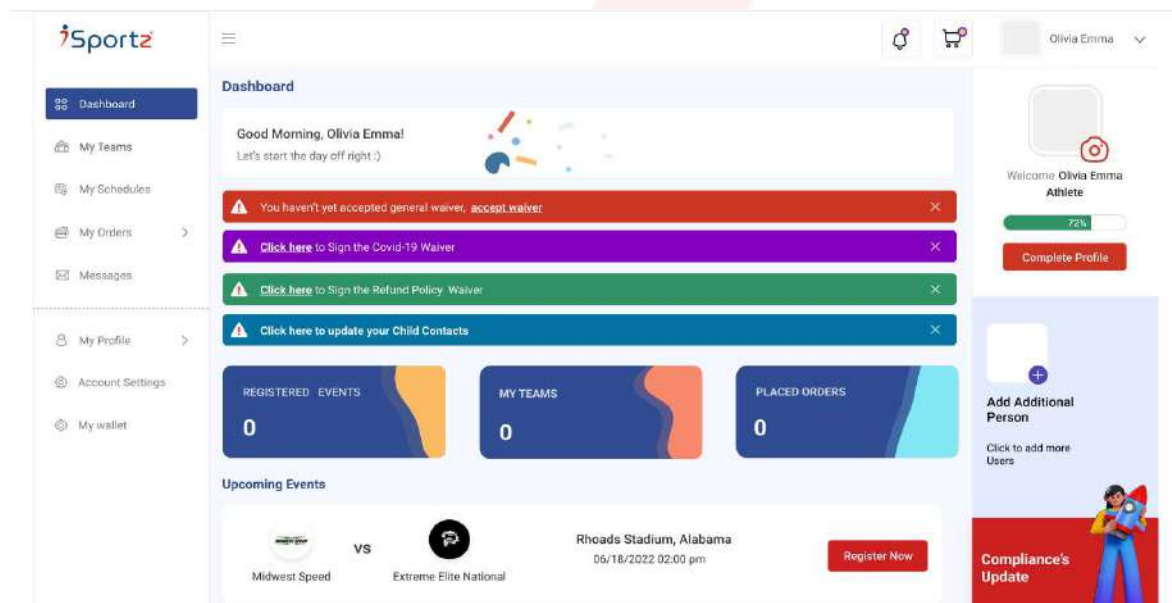 iSportz
Olivia Emma
Dashboard
My Teams
My Schedules
My Orders
Messages
My Profile
Account Settings
My wallet
Dashboard
Good Morning, Olivia Emma!
Let's start the day off right :)
You haven't yet accepted general waiver, accept waiver
Click here to Sign the Covid-19 Waiver
Click here to Sign the Refund Policy Waiver
Click here to update your Child Contacts
REGISTERED EVENTS
0
MY TEAMS
0
PLACED ORDERS
0
Upcoming Events
Midwest Speed
VS
Extreme Elite National
Rhoads Stadium, Alabama
06/18/2022 02:00 pm
Register Now
Welcome Olivia Emma
Athlete
72%
Complete Profile
Add Additional
Person
Click to add more
Users
Compliance's
Update